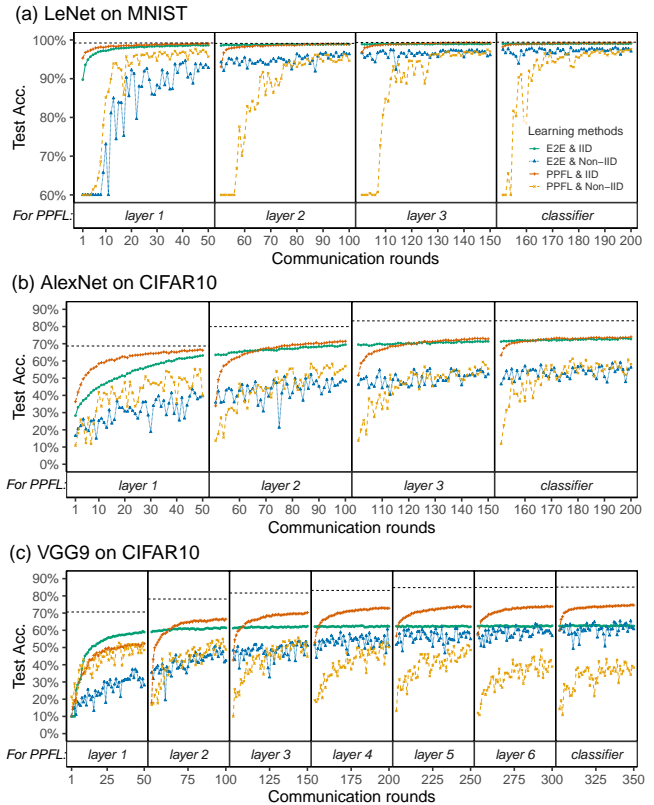 (a) LeNet on MNIST
100%
90%
80%
70%
60%
Test Acc.
Learning methods
E2E & IID
E2E & Non-IID
PPFL & IID
PPFL & Non-IID
For PPFL: layer 1 layer 2 layer 3 classifier
1 10 20 30 40 50 60 70 80 90 100 110 120 130 140 150 160 170 180 190 200
Communication rounds
(b) AlexNet on CIFAR10
90%
80%
70%
60%
50%
40%
30%
20%
10%
0%
Test Acc.
For PPFL: layer 1 layer 2 layer 3 classifier
1 10 20 30 40 50 60 70 80 90 100 110 120 130 140 150 160 170 180 190 200
Communication rounds
(c) VGG9 on CIFAR10
90%
80%
70%
60%
50%
40%
30%
20%
10%
0%
Test Acc.
For PPFL: layer 1 layer 2 layer 3 layer 4 layer 5 layer 6 classifier
1 25 50 75 100 125 150 175 200 225 250 275 300 325 350
Communication rounds